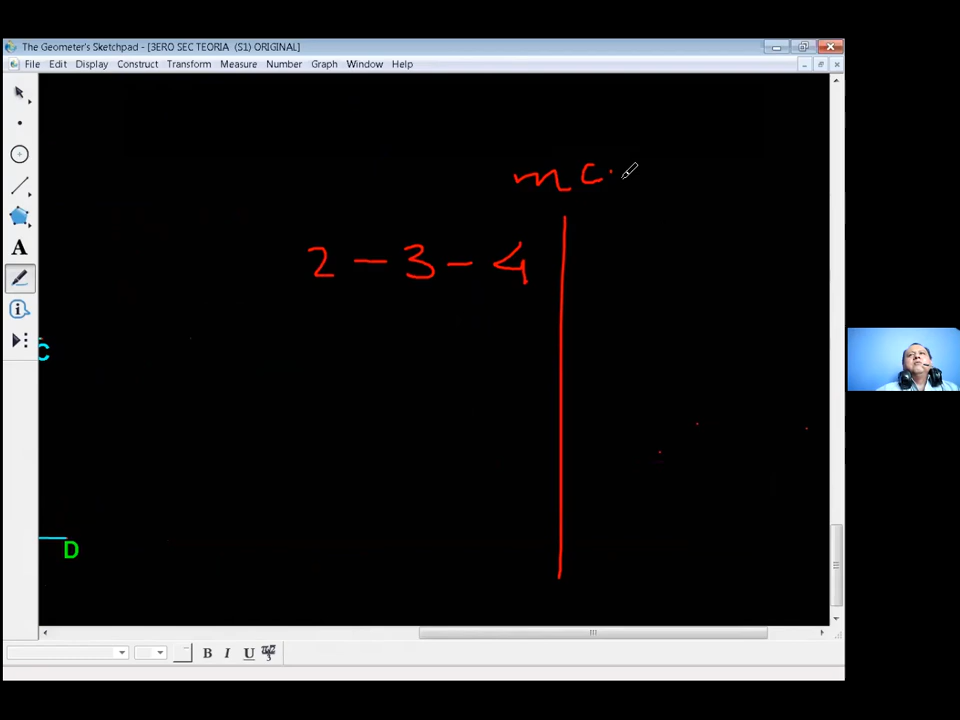 The Geometer's Sketchpad - [3ERO SEC TEORIA (S1) ORIGINAL]
File Edit Display Construct Transform Measure Number Graph Window Help
m c.
2 - 3 - 4
A
C
D
B I U